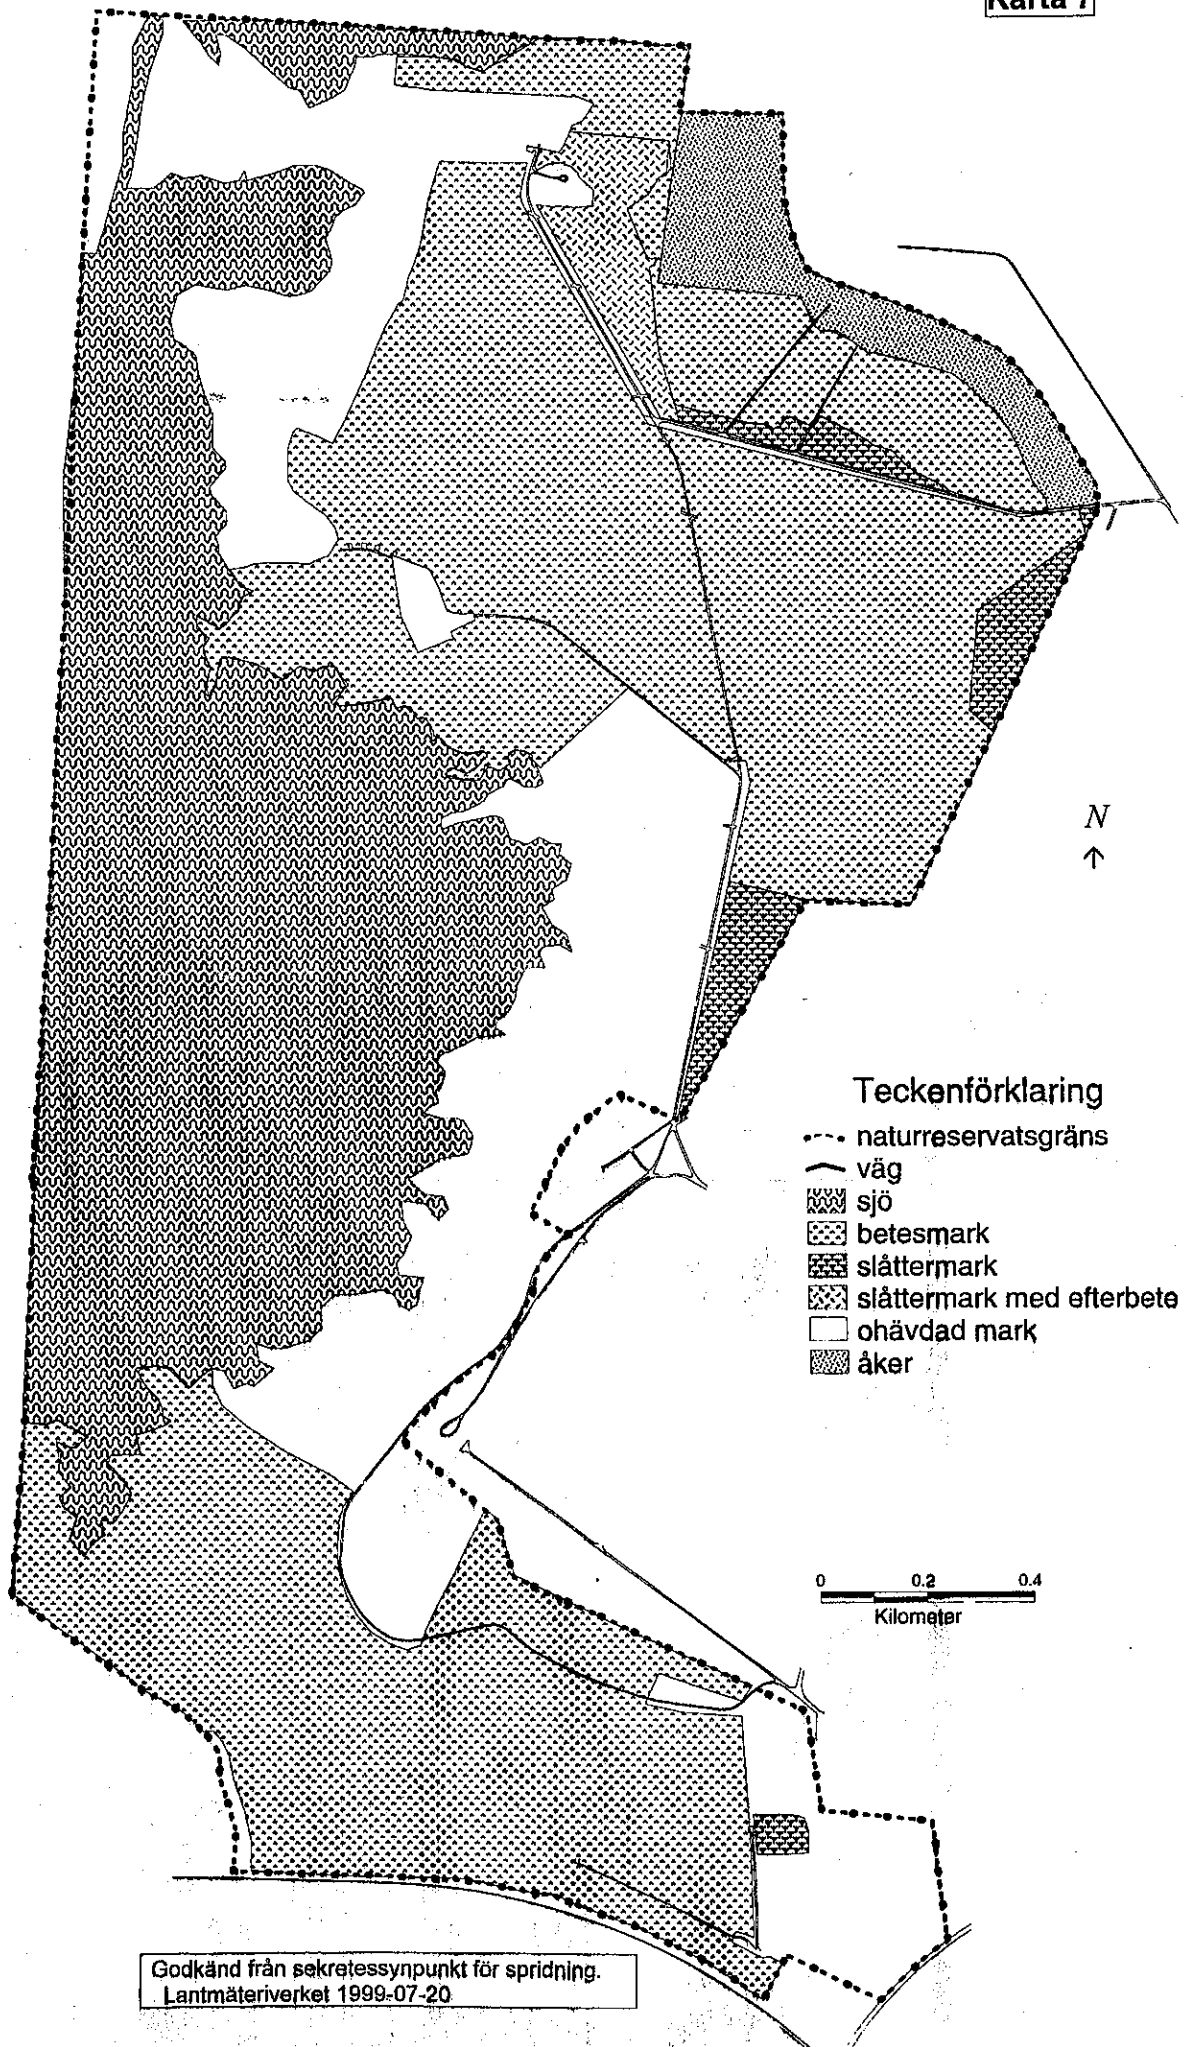 Karta 7
N
Teckenförklaring
naturreservatsgräns
väg
sjö
betesmark
slåttermark
slåttermark med efterbete
ohävdad mark
åker
0 0.2 0.4
Kilometer
Godkänd från sekretessynpunkt för spridning.
Lantmäteriverket 1999-07-20